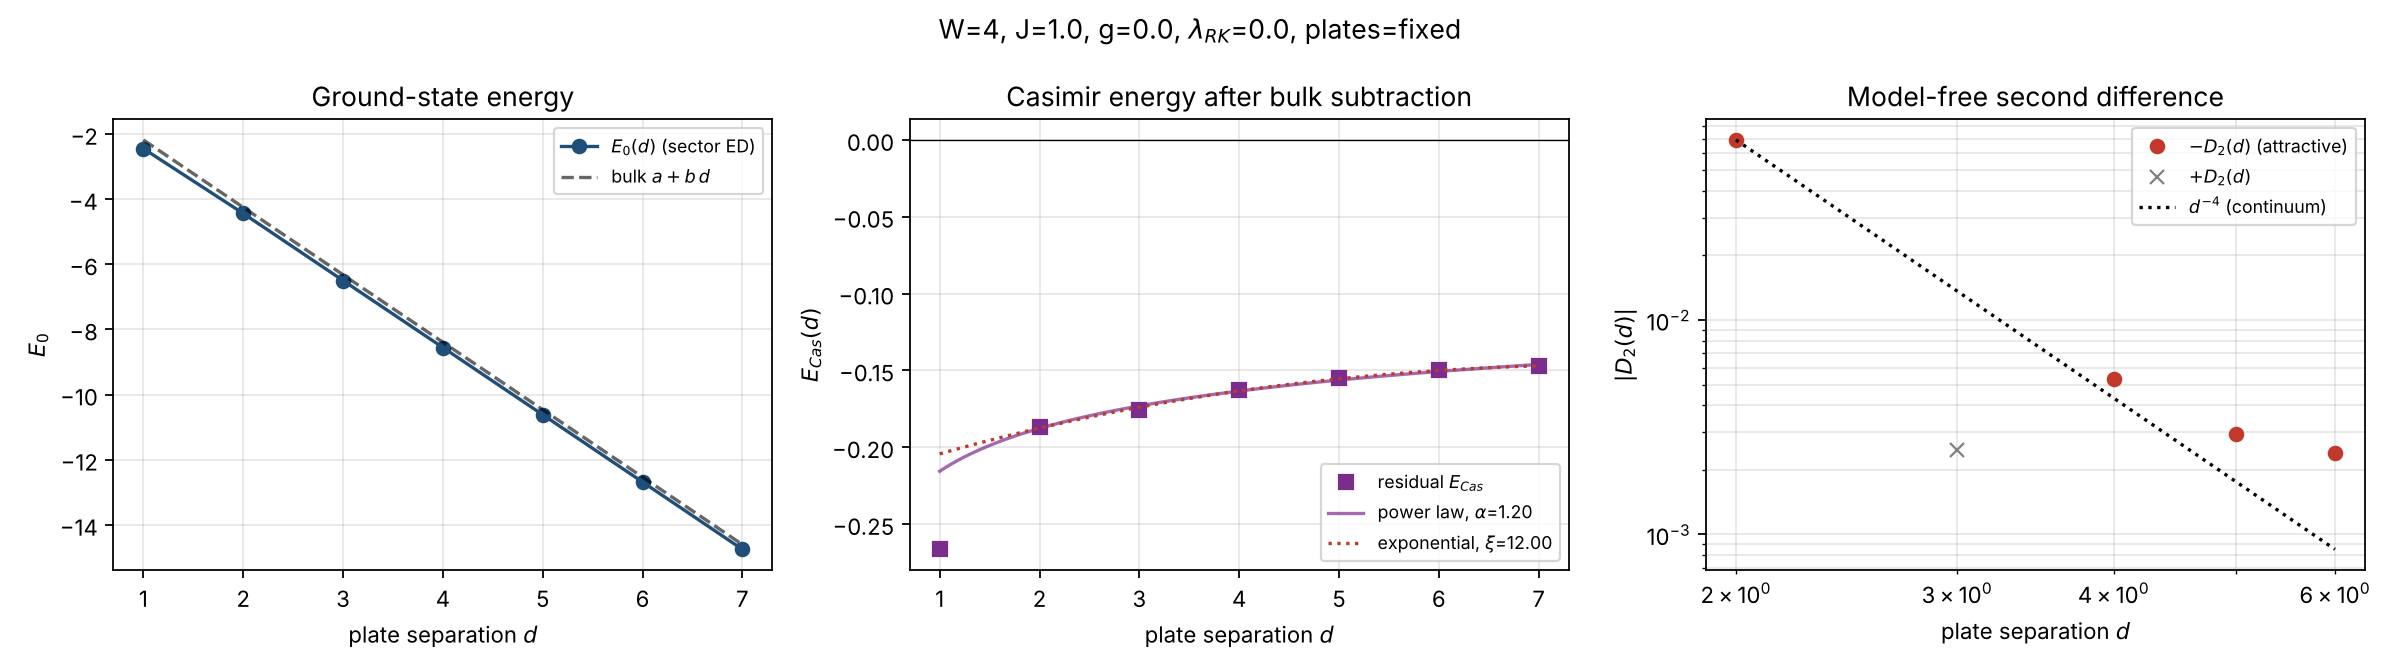 W=4, J=1.0, g=0.0, λ_RK=0.0, plates=fixed
Ground-state energy
−2
−4
−6
−8
−10
−12
−14
E₀
E₀(d) (sector ED)
bulk a + b d
1 2 3 4 5 6 7
plate separation d
Casimir energy after bulk subtraction
0.00
−0.05
−0.10
−0.15
−0.20
−0.25
E_Cas(d)
residual E_Cas
power law, α=1.20
exponential, ξ=12.00
1 2 3 4 5 6 7
plate separation d
Model-free second difference
10⁻²
10⁻³
|D₂(d)|
−D₂(d) (attractive)
+D₂(d)
d⁻⁴ (continuum)
2 × 10⁰ 3 × 10⁰ 4 × 10⁰ 6 × 10⁰
plate separation d